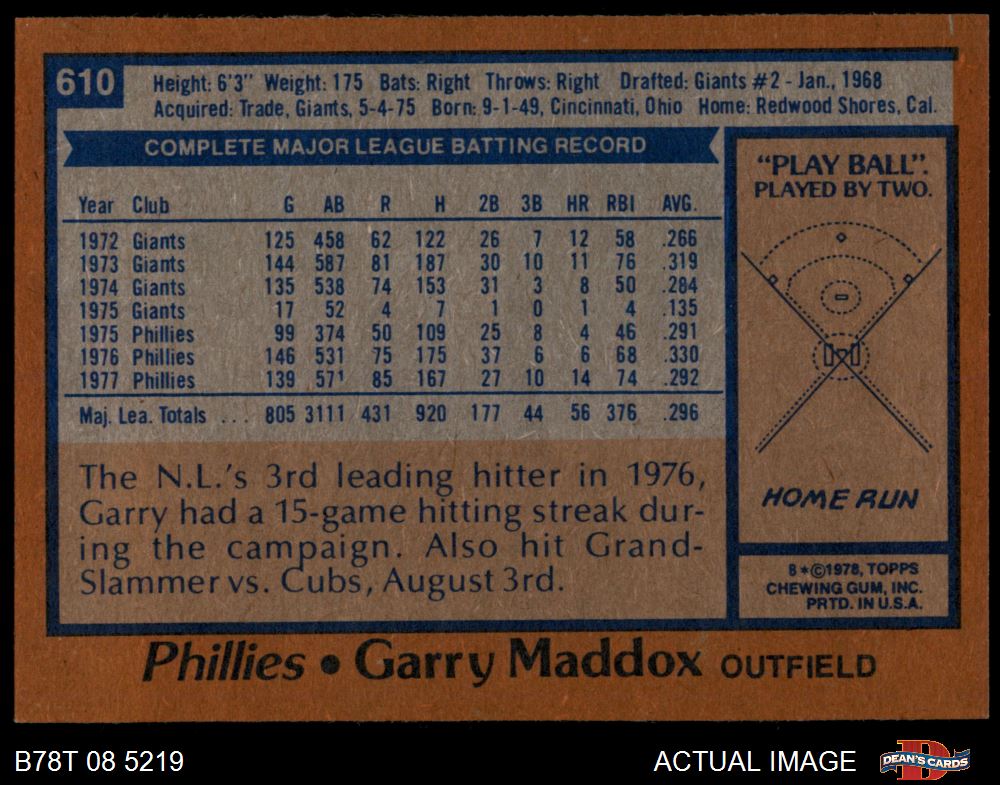 610
Height: 6'3" Weight: 175 Bats: Right Throws: Right Drafted: Giants #2 - Jan., 1968
Acquired: Trade, Giants, 5-4-75 Born: 9-1-49, Cincinnati, Ohio Home: Redwood Shores, Cal.
COMPLETE MAJOR LEAGUE BATTING RECORD
Year Club G AB R H 2B 3B HR RBI AVG.
1972 Giants 125 458 62 122 26 7 12 58 .266
1973 Giants 144 587 81 187 30 10 11 76 .319
1974 Giants 135 538 74 153 31 3 8 50 .284
1975 Giants 17 52 4 7 1 0 1 4 .135
1975 Phillies 99 374 50 109 25 8 4 46 .291
1976 Phillies 146 531 75 175 37 6 6 68 .330
1977 Phillies 139 571 85 167 27 10 14 74 .292
Maj. Lea. Totals ... 805 3111 431 920 177 44 56 376 .296
The N.L.'s 3rd leading hitter in 1976,
Garry had a 15-game hitting streak dur-
ing the campaign. Also hit Grand-
Slammer vs. Cubs, August 3rd.
"PLAY BALL".
PLAYED BY TWO.
HOME RUN
8*©1978, TOPPS
CHEWING GUM, INC.
PRTD. IN U.S.A.
Phillies • Garry Maddox OUTFIELD
B78T 08 5219
ACTUAL IMAGE
D
DEAN'S CARDS